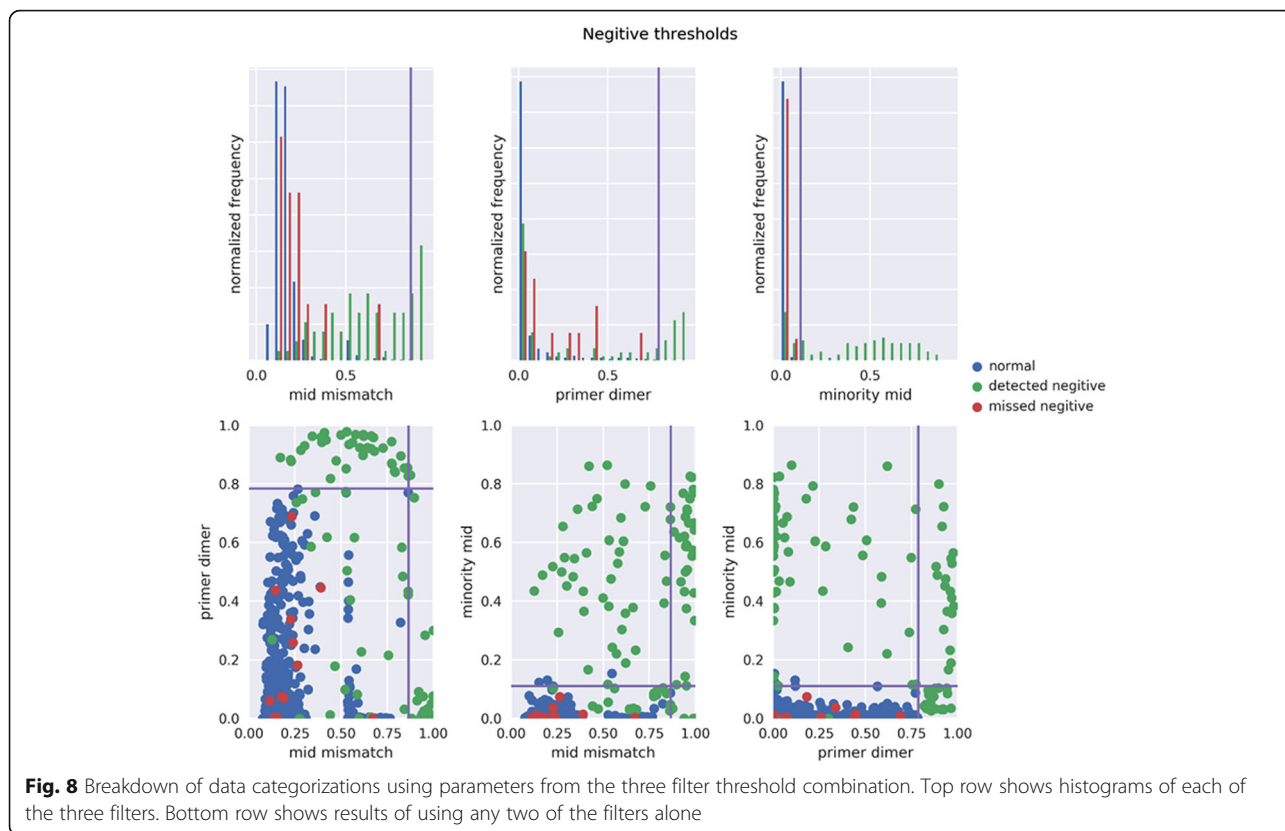 Negitive thresholds
normalized frequency
0.0 0.5
mid mismatch
normalized frequency
0.0 0.5
primer dimer
normalized frequency
0.0 0.5
minority mid
normal
detected negitive
missed negitive
primer dimer
1.0
0.8
0.6
0.4
0.2
0.0
0.00 0.25 0.50 0.75 1.00
mid mismatch
minority mid
1.0
0.8
0.6
0.4
0.2
0.0
0.00 0.25 0.50 0.75 1.00
mid mismatch
minority mid
1.0
0.8
0.6
0.4
0.2
0.0
0.00 0.25 0.50 0.75 1.00
primer dimer
Fig. 8 Breakdown of data categorizations using parameters from the three filter threshold combination. Top row shows histograms of each of
the three filters. Bottom row shows results of using any two of the filters alone